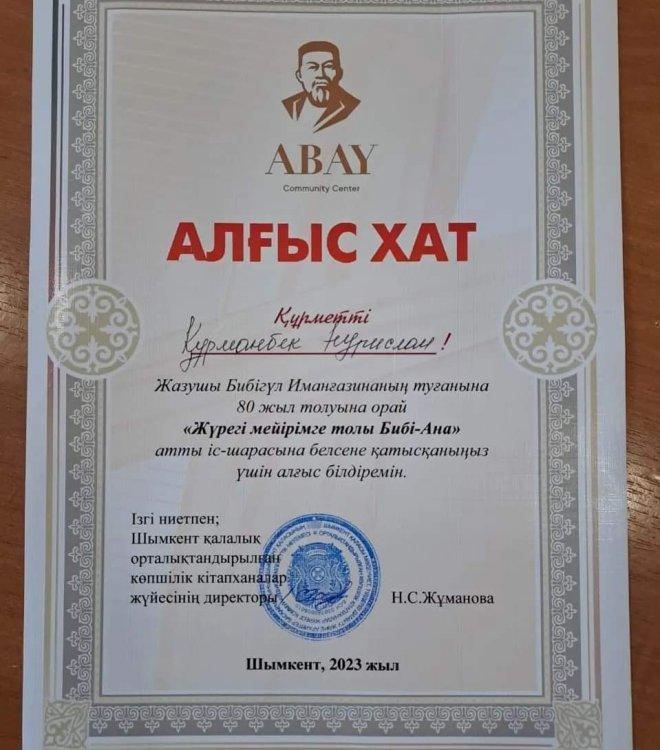 ABAY
Community Center
АЛҒЫС ХАТ
Құрметті
Құрманбек Нұрислам!
Жазушы Бибігүл Иманғазинаның туғанына
80 жыл толуына орай
«Жүрегі мейірімге толы Бибі-Ана»
атты іс-шарасына белсене қатысқаныңыз
үшін алғыс білдіремін.
Ізгі ниетпен;
Шымкент қалалық
орталықтандырылған
көпшілік кітапханалар
жүйесінің директоры
Н.С.Жұманова
Шымкент, 2023 жыл